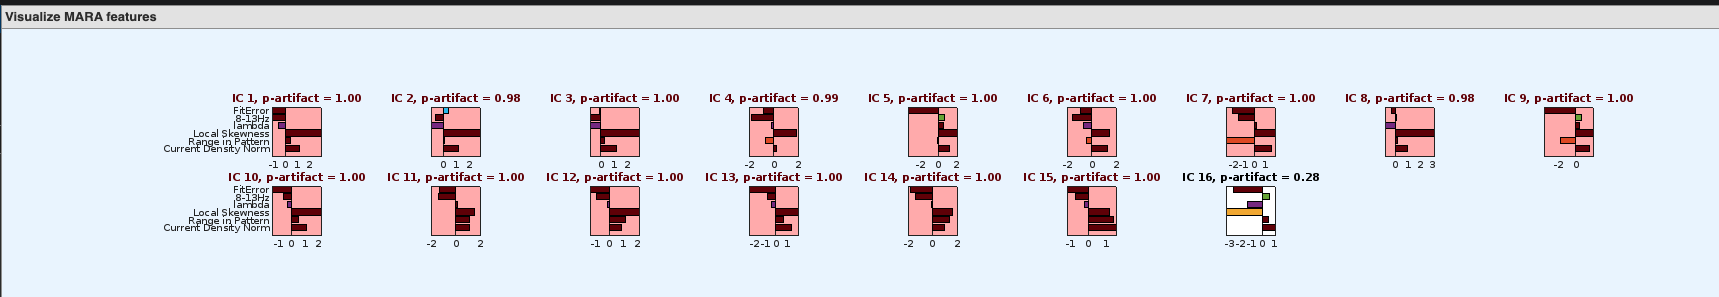 Visualize MARA features
IC 1, p-artifact = 1.00 IC 2, p-artifact = 0.98 IC 3, p-artifact = 1.00 IC 4, p-artifact = 0.99 IC 5, p-artifact = 1.00 IC 6, p-artifact = 1.00 IC 7, p-artifact = 1.00 IC 8, p-artifact = 0.98 IC 9, p-artifact = 1.00
FitError
8-13Hz
lambda
Local Skewness
Range in Pattern
Current Density Norm
-1 0 1 2 0 1 2 0 1 2 -2 0 2 -2 0 2 -2 0 2 -2 -1 0 1 0 1 2 3 -2 0
IC 10, p-artifact = 1.00 IC 11, p-artifact = 1.00 IC 12, p-artifact = 1.00 IC 13, p-artifact = 1.00 IC 14, p-artifact = 1.00 IC 15, p-artifact = 1.00 IC 16, p-artifact = 0.28
FitError
8-13Hz
lambda
Local Skewness
Range in Pattern
Current Density Norm
-1 0 1 2 -2 0 2 -1 0 1 2 -2 -1 0 1 -2 0 2 -1 0 1 -3 -2 -1 0 1